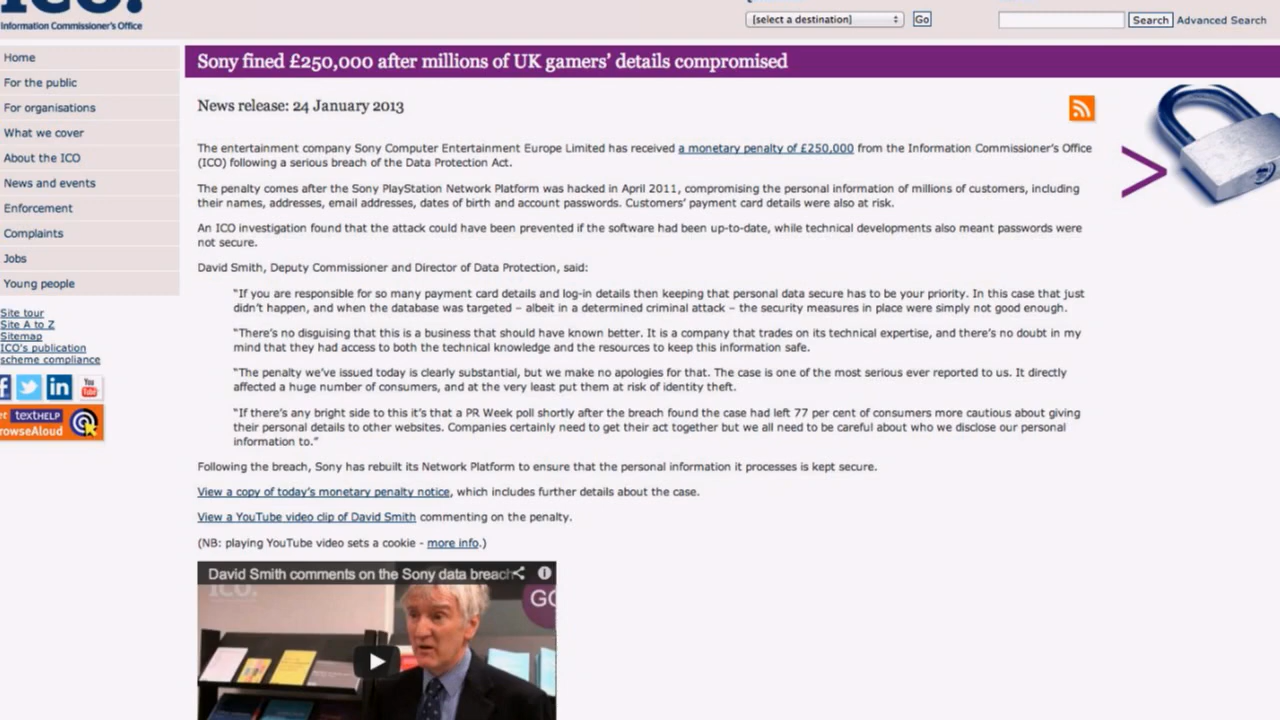 ICO.
Information Commissioner's Office
[select a destination]
Go
Search
Advanced Search
Home
For the public
For organisations
What we cover
About the ICO
News and events
Enforcement
Complaints
Jobs
Young people
Site tour
Site A to Z
Sitemap
ICO's publication
scheme compliance
You
Tube
textHELP
rowseAloud
Sony fined £250,000 after millions of UK gamers' details compromised
News release: 24 January 2013
The entertainment company Sony Computer Entertainment Europe Limited has received a monetary penalty of £250,000 from the Information Commissioner's Office
(ICO) following a serious breach of the Data Protection Act.
The penalty comes after the Sony PlayStation Network Platform was hacked in April 2011, compromising the personal information of millions of customers, including
their names, addresses, email addresses, dates of birth and account passwords. Customers' payment card details were also at risk.
An ICO investigation found that the attack could have been prevented if the software had been up-to-date, while technical developments also meant passwords were
not secure.
David Smith, Deputy Commissioner and Director of Data Protection, said:
"If you are responsible for so many payment card details and log-in details then keeping that personal data secure has to be your priority. In this case that just
didn't happen, and when the database was targeted – albeit in a determined criminal attack – the security measures in place were simply not good enough.
"There's no disguising that this is a business that should have known better. It is a company that trades on its technical expertise, and there's no doubt in my
mind that they had access to both the technical knowledge and the resources to keep this information safe.
"The penalty we've issued today is clearly substantial, but we make no apologies for that. The case is one of the most serious ever reported to us. It directly
affected a huge number of consumers, and at the very least put them at risk of identity theft.
"If there's any bright side to this it's that a PR Week poll shortly after the breach found the case had left 77 per cent of consumers more cautious about giving
their personal details to other websites. Companies certainly need to get their act together but we all need to be careful about who we disclose our personal
information to."
Following the breach, Sony has rebuilt its Network Platform to ensure that the personal information it processes is kept secure.
View a copy of today's monetary penalty notice, which includes further details about the case.
View a YouTube video clip of David Smith commenting on the penalty.
(NB: playing YouTube video sets a cookie - more info.)
David Smith comments on the Sony data breach
ico.
GO